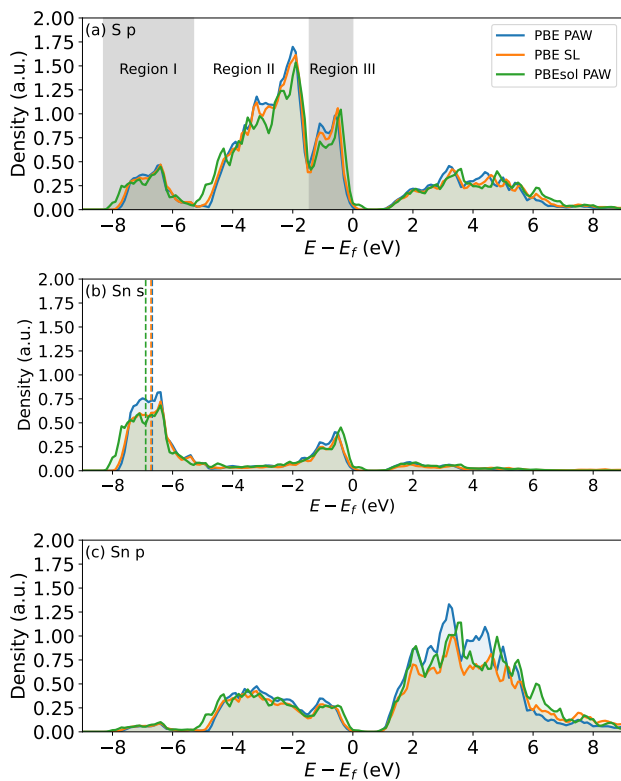 (a) S p
Region I
Region II
Region III
PBE PAW
PBE SL
PBEsol PAW
Density (a.u.)
2.00
1.75
1.50
1.25
1.00
0.75
0.50
0.25
0.00
−8 −6 −4 −2 0 2 4 6 8
E − E_f (eV)
(b) Sn s
Density (a.u.)
2.00
1.75
1.50
1.25
1.00
0.75
0.50
0.25
0.00
−8 −6 −4 −2 0 2 4 6 8
E − E_f (eV)
(c) Sn p
Density (a.u.)
2.00
1.75
1.50
1.25
1.00
0.75
0.50
0.25
0.00
−8 −6 −4 −2 0 2 4 6 8
E − E_f (eV)